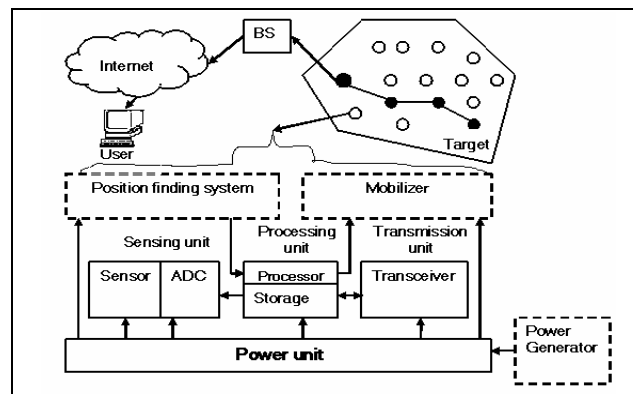 BS
Internet
User
Target
Position finding system
Mobilizer
Sensing unit
Processing
unit
Transmission
unit
Sensor
ADC
Processor
Storage
Transceiver
Power unit
Power
Generator